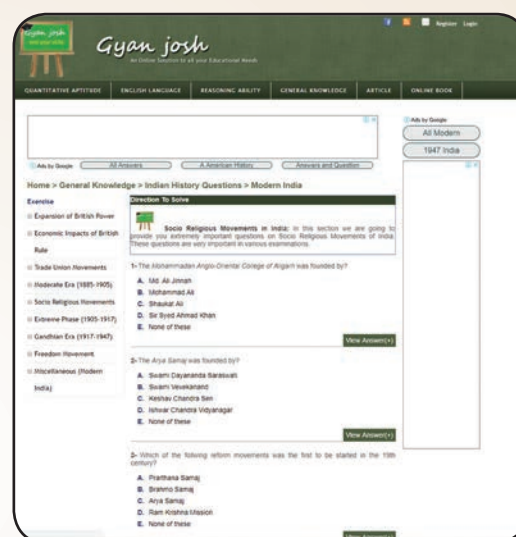 Gyan josh
Gyan josh
An Online Solution to all your Educational Needs
Register Login
QUANTITATIVE APTITUDE ENGLISH LANGUAGE REASONING ABILITY GENERAL KNOWLEDGE ARTICLE ONLINE BOOK
Ads by Google All Answers A American History Answers and Question
Ads by Google
All Modern
1947 India
Home > General Knowledge > Indian History Questions > Modern India
Exercise
Expansion of British Power
Economic Impacts of British
Rule
Trade Union Movements
Moderate Era (1885-1905)
Socio Religious Movements
Extreme Phase (1905-1917)
Gandhian Era (1917-1947)
Freedom Movement
Miscellaneous (Modern
India)
Direction To Solve
Socio Religious Movements in India: In this section we are going to
provide you extremely important questions on Socio Religious Movements of India.
These questions are very important in various examinations.
1- The Mohammadan Anglo-Oriental College of Aligarh was founded by?
A. Md. Ali Jinnah
B. Mohammad Ali
C. Shaukat Ali
D. Sir Syed Ahmad Khan
E. None of these
View Answer(+)
2- The Arya Samaj was founded by?
A. Swami Dayananda Saraswati
B. Swami Vevekanand
C. Keshav Chandra Sen
D. Ishwar Chandra Vidyanagar
E. None of these
View Answer(+)
3- Which of the follwing reform movements was the first to be started in the 19th
century?
A. Prarthana Samaj
B. Brahmo Samaj
C. Arya Samaj
D. Ram Krishna Mission
E. None of these
View Answer(+)